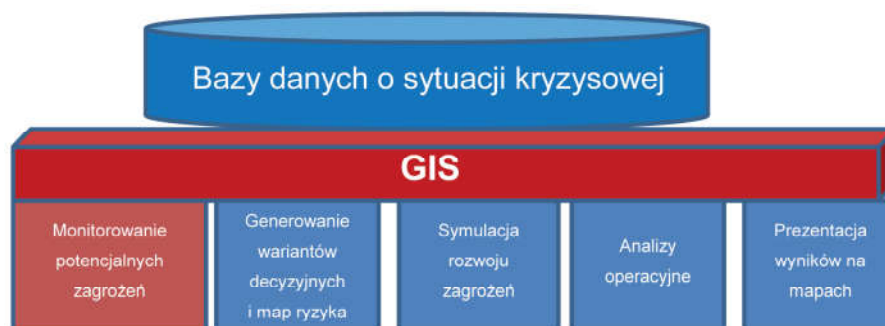 Bazy danych o sytuacji kryzysowej
GIS
Monitorowanie
potencjalnych
zagrożeń
Generowanie
wariantów
decyzyjnych
i map ryzyka
Symulacja
rozwoju
zagrożeń
Analizy
operacyjne
Prezentacja
wyników na
mapach